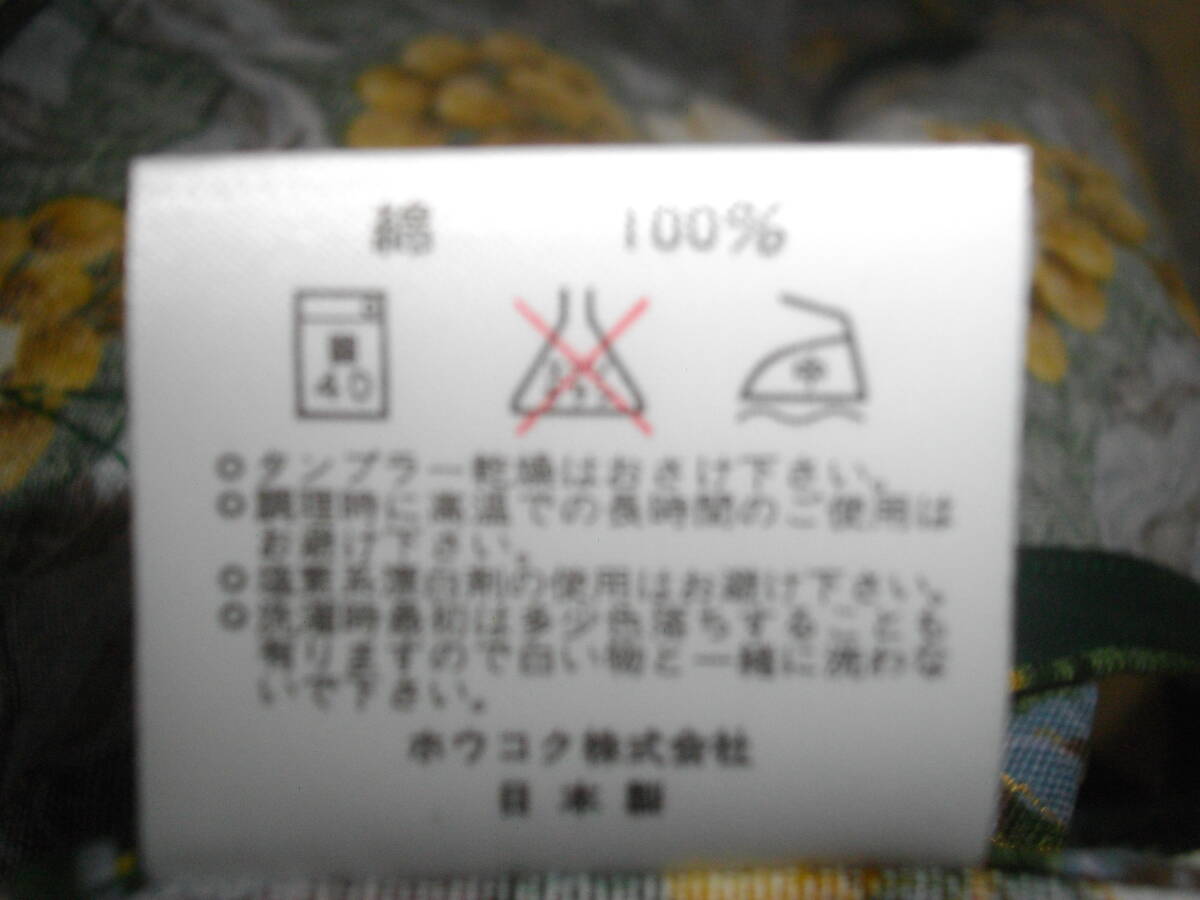 綿 100%
40 中
○タンブラー乾燥はおさけ下さい。
○調理時に高温での長時間のご使用は
お避け下さい。
○塩素系漂白剤の使用はお避け下さい。
○洗濯時最初は多少色落ちすることも
有りますので白い物と一緒に洗わな
いで下さい。
ホウコク株式会社
日本製